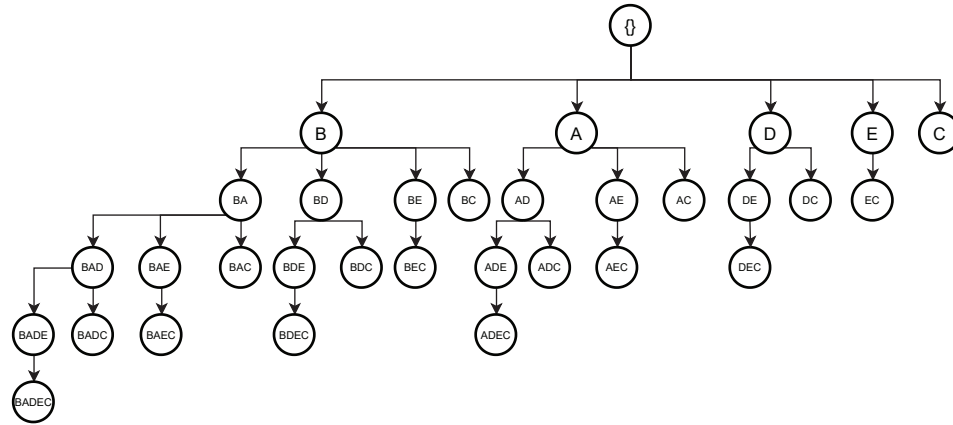 {}
B A D E C
BA BD BE BC AD AE AC DE DC EC
BAD BAE BAC BDE BDC BEC ADE ADC AEC DEC
BADE BADC BAEC BDEC ADEC
BADEC